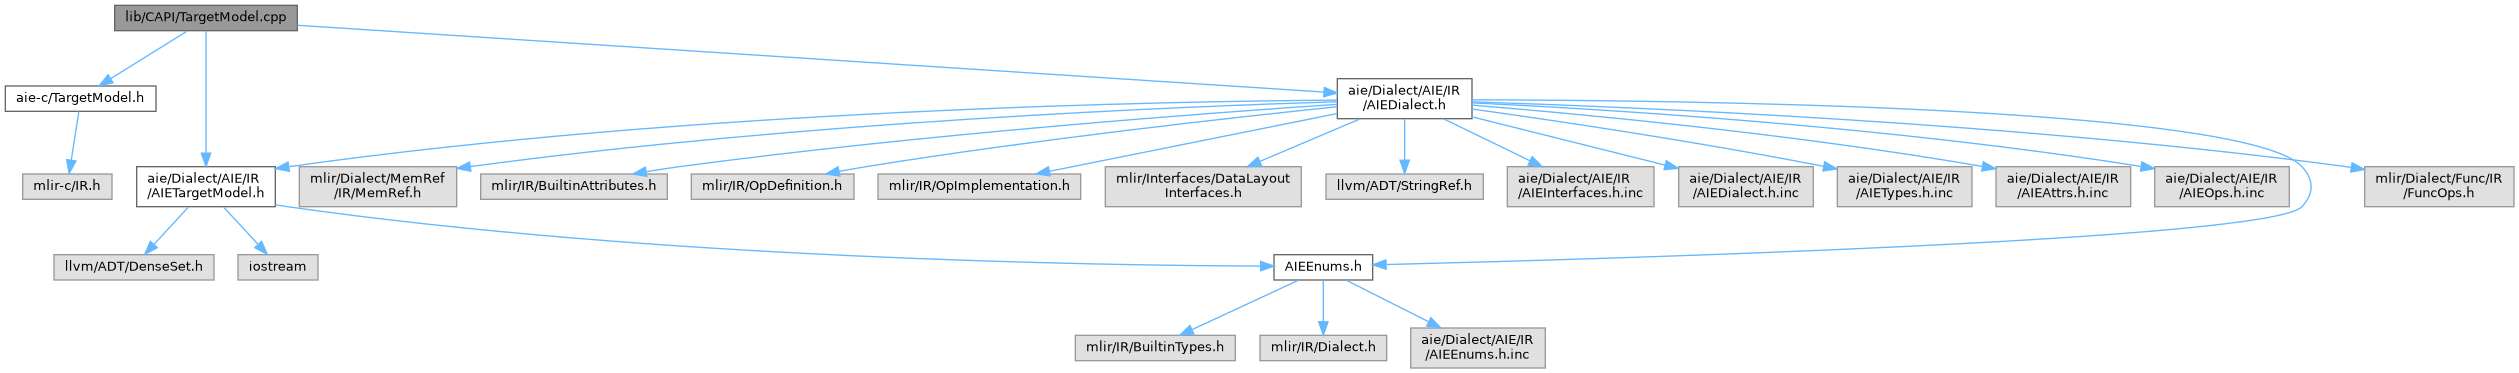 lib/CAPI/TargetModel.cpp
aie-c/TargetModel.h
aie/Dialect/AIE/IR
/AIEDialect.h
mlir-c/IR.h
aie/Dialect/AIE/IR
/AIETargetModel.h
mlir/Dialect/MemRef
/IR/MemRef.h
mlir/IR/BuiltinAttributes.h
mlir/IR/OpDefinition.h
mlir/IR/OpImplementation.h
mlir/Interfaces/DataLayout
Interfaces.h
llvm/ADT/StringRef.h
aie/Dialect/AIE/IR
/AIEInterfaces.h.inc
aie/Dialect/AIE/IR
/AIEDialect.h.inc
aie/Dialect/AIE/IR
/AIETypes.h.inc
aie/Dialect/AIE/IR
/AIEAttrs.h.inc
aie/Dialect/AIE/IR
/AIEOps.h.inc
mlir/Dialect/Func/IR
/FuncOps.h
llvm/ADT/DenseSet.h
iostream
AIEEnums.h
mlir/IR/BuiltinTypes.h
mlir/IR/Dialect.h
aie/Dialect/AIE/IR
/AIEEnums.h.inc